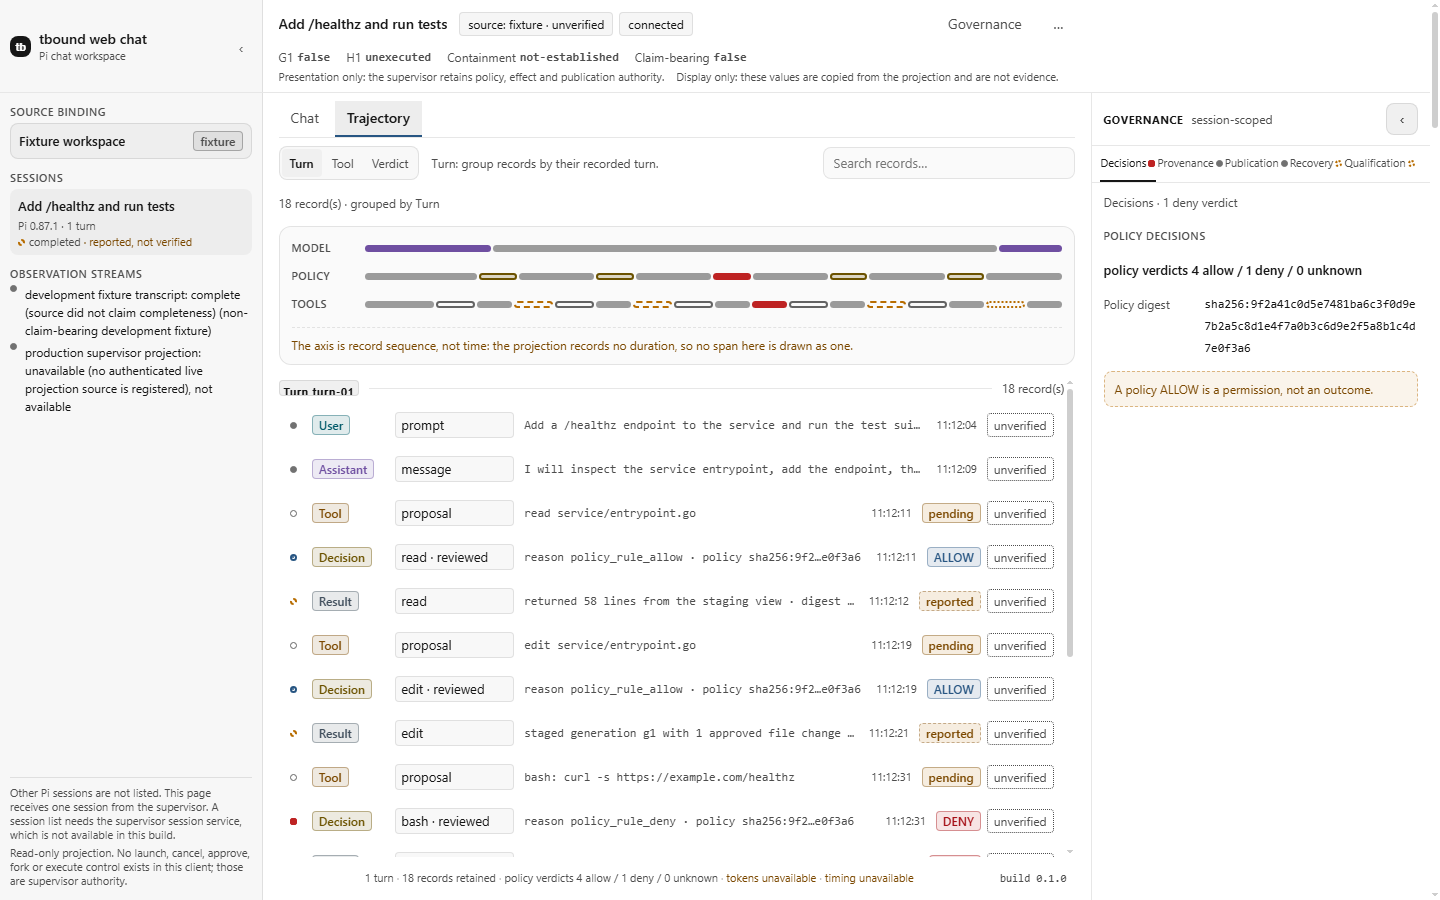 tb
tbound web chat
Pi chat workspace
SOURCE BINDING
Fixture workspace
fixture
SESSIONS
Add /healthz and run tests
Pi 0.87.1 · 1 turn
completed · reported, not verified
OBSERVATION STREAMS
development fixture transcript: complete
(source did not claim completeness) (non-
claim-bearing development fixture)
production supervisor projection:
unavailable (no authenticated live
projection source is registered), not
available
Other Pi sessions are not listed. This page
receives one session from the supervisor. A
session list needs the supervisor session service,
which is not available in this build.
Read-only projection. No launch, cancel, approve,
fork or execute control exists in this client; those
are supervisor authority.
Add /healthz and run tests
source: fixture · unverified
connected
Governance
...
G1 false H1 unexecuted Containment not-established Claim-bearing false
Presentation only: the supervisor retains policy, effect and publication authority. Display only: these values are copied from the projection and are not evidence.
Chat
Trajectory
Turn Tool Verdict
Turn: group records by their recorded turn.
Search records...
18 record(s) · grouped by Turn
MODEL
POLICY
TOOLS
The axis is record sequence, not time: the projection records no duration, so no span here is drawn as one.
Turn turn-01
18 record(s)
User prompt Add a /healthz endpoint to the service and run the test sui… 11:12:04 unverified
Assistant message I will inspect the service entrypoint, add the endpoint, th… 11:12:09 unverified
Tool proposal read service/entrypoint.go 11:12:11 pending unverified
Decision read · reviewed reason policy_rule_allow · policy sha256:9f2…e0f3a6 11:12:11 ALLOW unverified
Result read returned 58 lines from the staging view · digest … 11:12:12 reported unverified
Tool proposal edit service/entrypoint.go 11:12:19 pending unverified
Decision edit · reviewed reason policy_rule_allow · policy sha256:9f2…e0f3a6 11:12:19 ALLOW unverified
Result edit staged generation g1 with 1 approved file change … 11:12:21 reported unverified
Tool proposal bash: curl -s https://example.com/healthz 11:12:31 pending unverified
Decision bash · reviewed reason policy_rule_deny · policy sha256:9f2…e0f3a6 11:12:31 DENY unverified
1 turn · 18 records retained · policy verdicts 4 allow / 1 deny / 0 unknown · tokens unavailable · timing unavailable
build 0.1.0
GOVERNANCE session-scoped
Decisions Provenance Publication Recovery Qualification
Decisions · 1 deny verdict
POLICY DECISIONS
policy verdicts 4 allow / 1 deny / 0 unknown
Policy digest
sha256:9f2a41c0d5e7481ba6c3f0d9e
7b2a5c8d1e4f7a0b3c6d9e2f5a8b1c4d
7e0f3a6
A policy ALLOW is a permission, not an outcome.